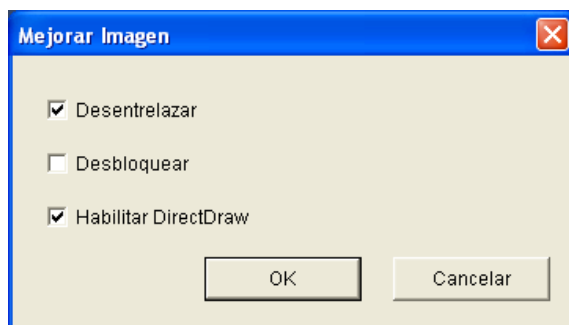 Mejorar Imagen
Desentrelazar
Desbloquear
Habilitar DirectDraw
OK
Cancelar